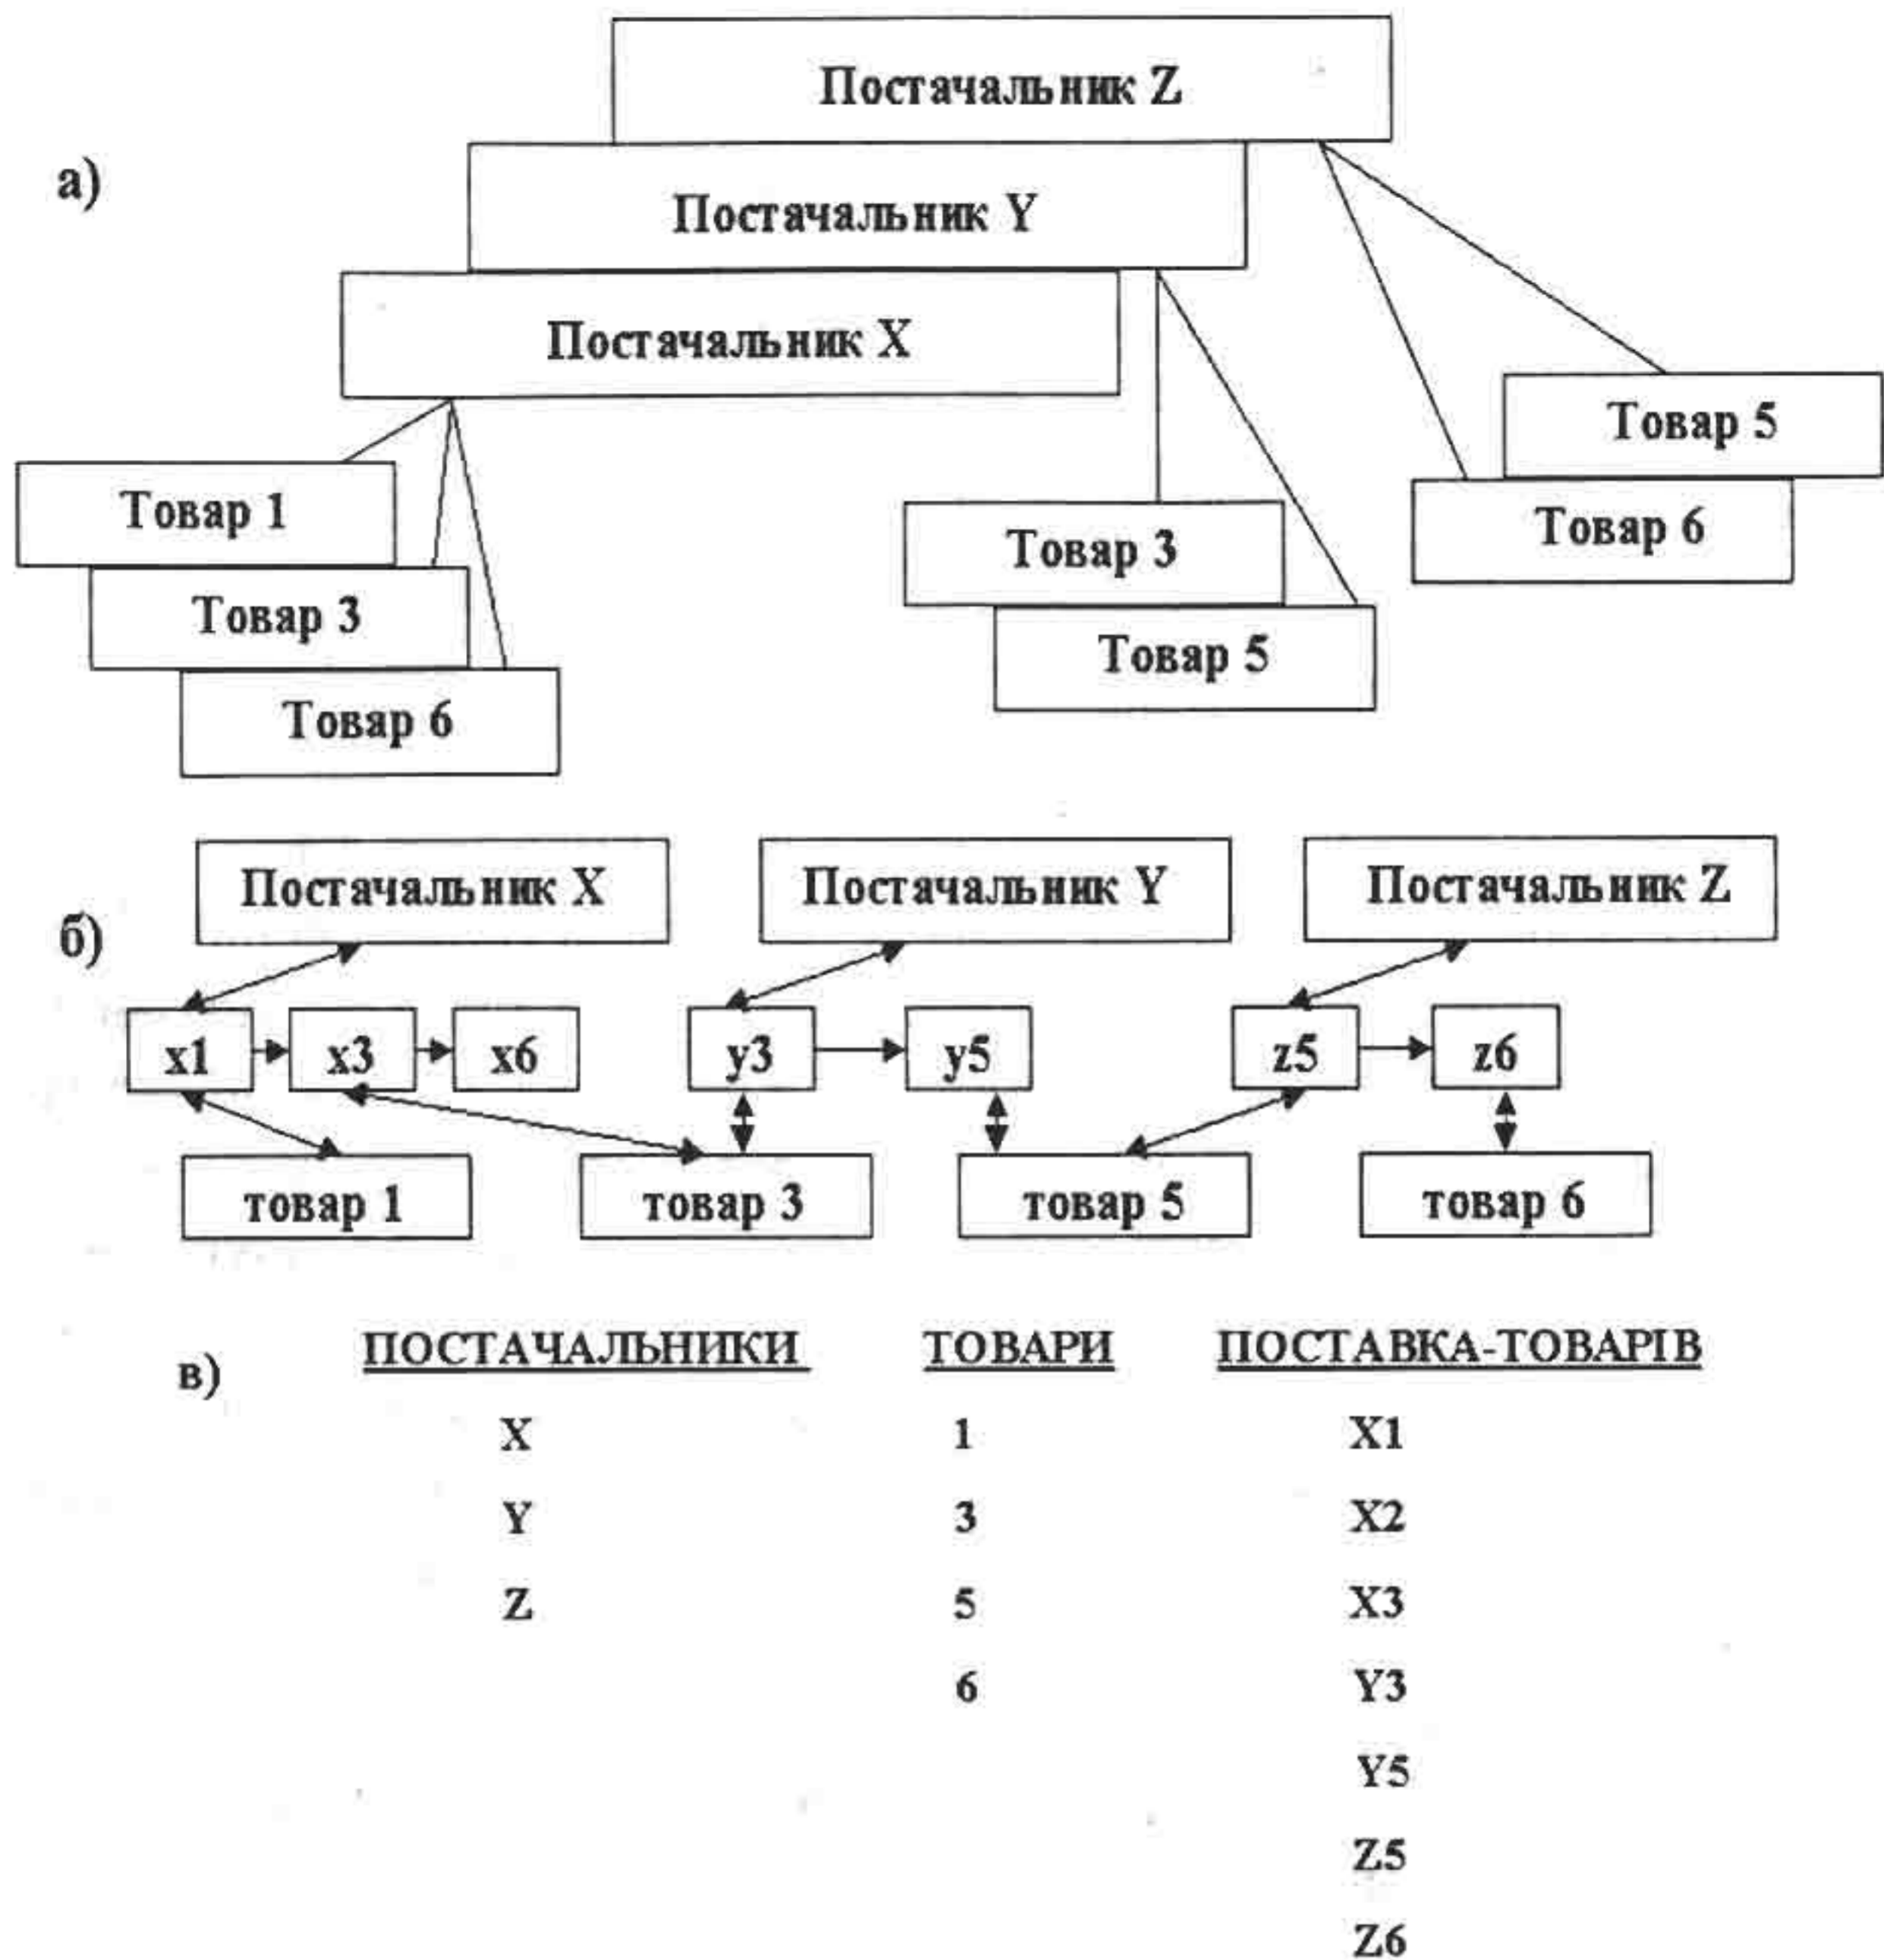 а)
Постачальник Z
Постачальник Y
Постачальник X
Товар 1
Товар 3
Товар 6
Товар 3
Товар 5
Товар 5
Товар 6
б)
Постачальник X
Постачальник Y
Постачальник Z
x1
x3
x6
y3
y5
z5
z6
товар 1
товар 3
товар 5
товар 6
в)
ПОСТАЧАЛЬНИКИ ТОВАРИ ПОСТАВКА-ТОВАРІВ
X 1 X1
Y 3 X2
Z 5 X3
6 Y3
Y5
Z5
Z6